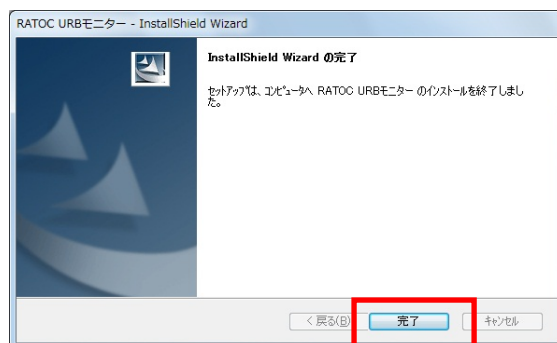 RATOC URBモニター - InstallShield Wizard
InstallShield Wizard の完了
セットアップは、コンピュータへ RATOC URBモニター のインストールを終了しまし
た。
< 戻る(B)
完了
キャンセル